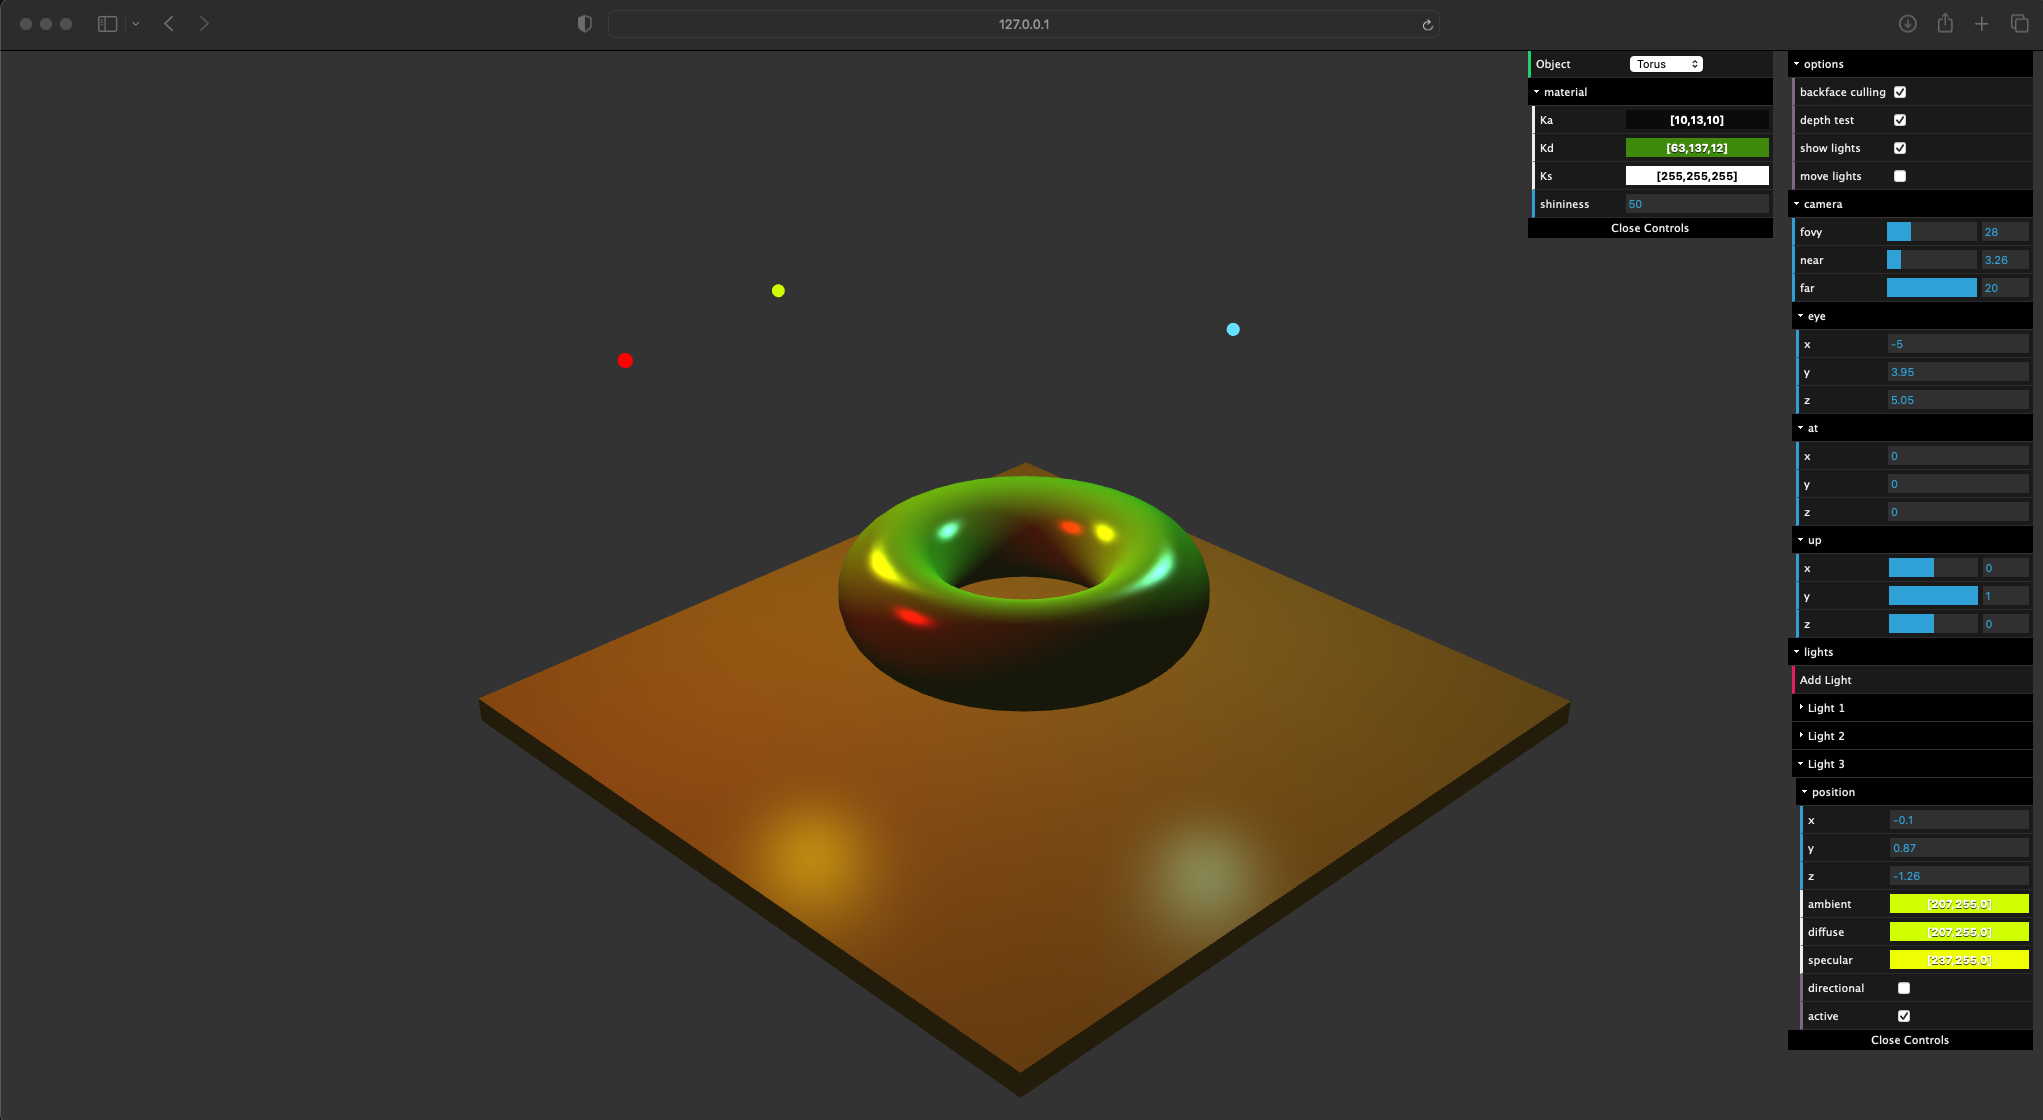 127.0.0.1
Object Torus
material
Ka [10,13,10]
Kd [63,137,12]
Ks [255,255,255]
shininess 50
Close Controls
options
backface culling
depth test
show lights
move lights
camera
fovy 28
near 3.26
far 20
eye
x -5
y 3.95
z 5.05
at
x 0
y 0
z 0
up
x 0
y 1
z 0
lights
Add Light
Light 1
Light 2
Light 3
position
x -0.1
y 0.87
z -1.26
ambient [207,255,0]
diffuse [207,255,0]
specular [237,255,0]
directional
active
Close Controls